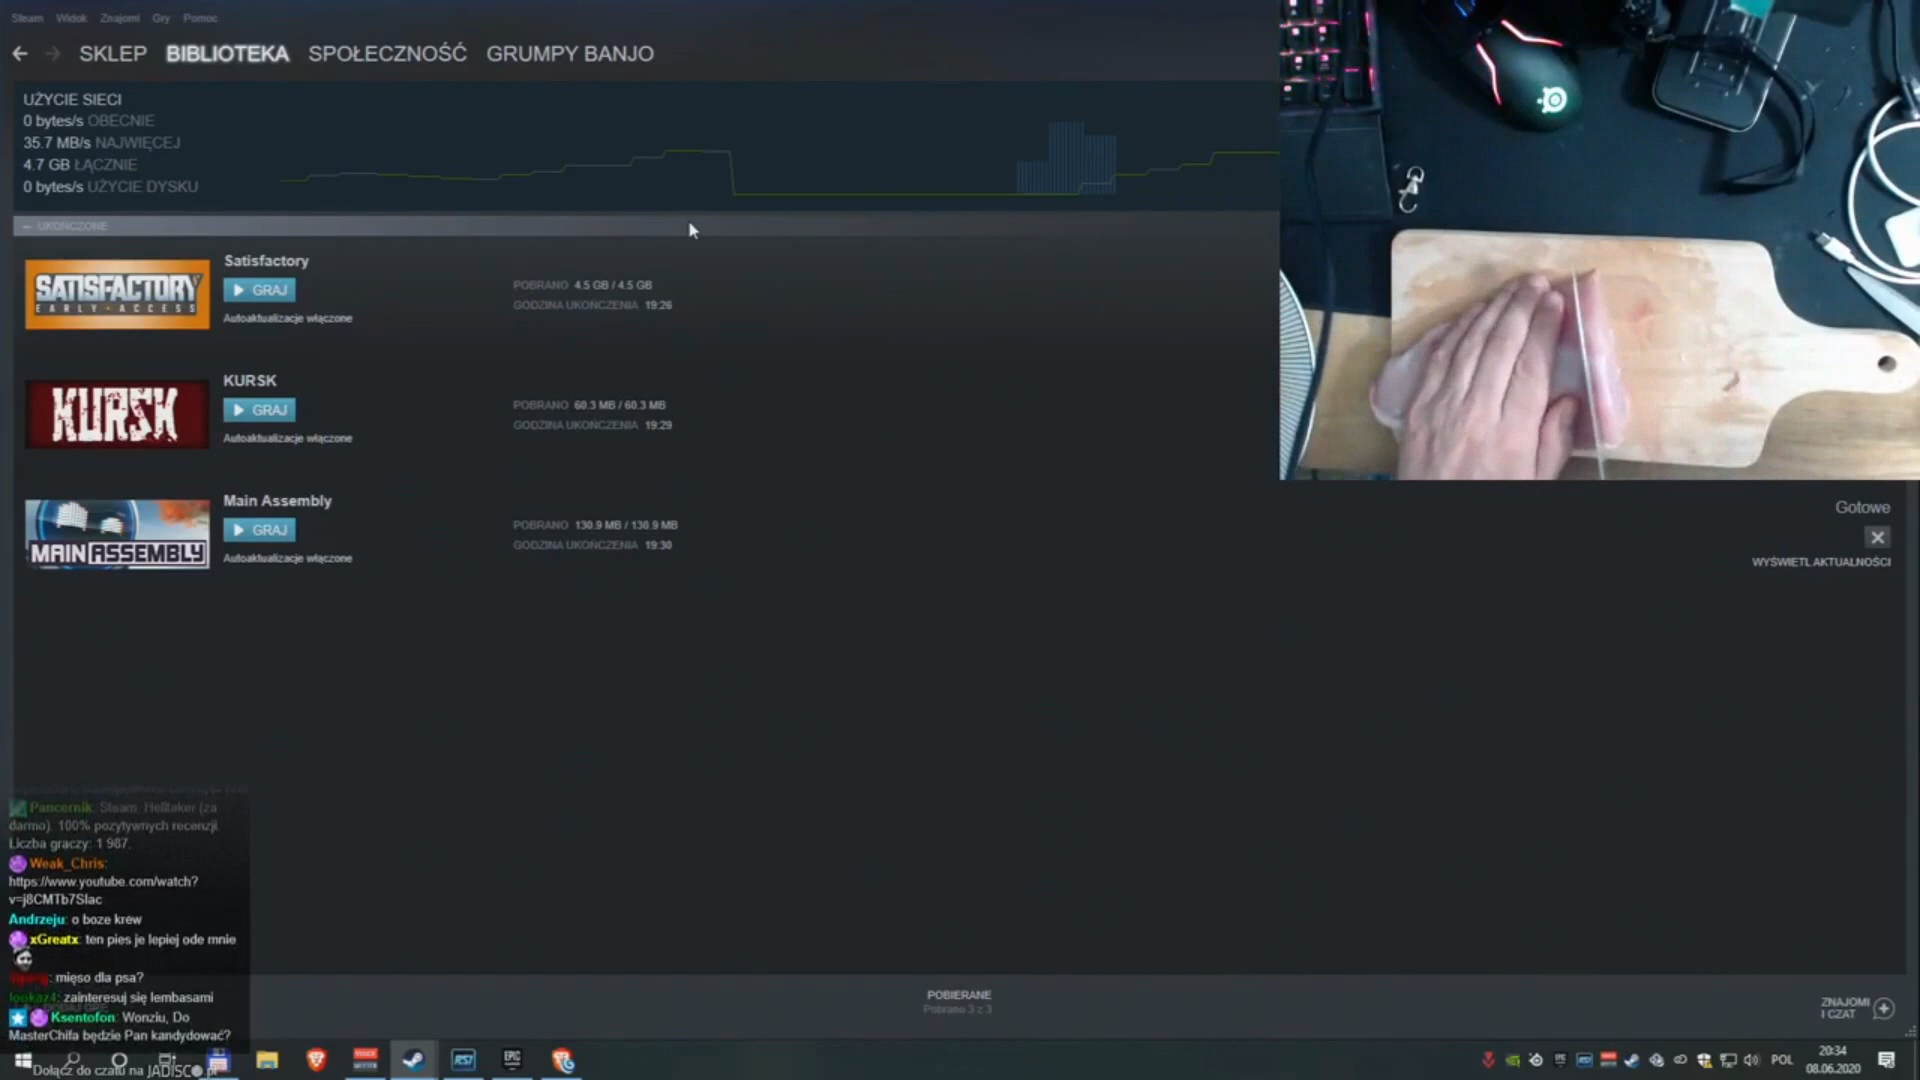 Steam Widok Znajomi Gry Pomoc
SKLEP BIBLIOTEKA SPOŁECZNOŚĆ GRUMPY BANJO
UŻYCIE SIECI
0 bytes/s OBECNIE
35.7 MB/s NAJWIĘCEJ
4.7 GB ŁĄCZNIE
0 bytes/s UŻYCIE DYSKU
— UKOŃCZONE
SATISFACTORY
EARLY-ACCESS
Satisfactory
GRAJ
Autoaktualizacje włączone
POBRANO 4.5 GB / 4.5 GB
GODZINA UKOŃCZENIA 19:26
KURSK
KURSK
GRAJ
Autoaktualizacje włączone
POBRANO 60.3 MB / 60.3 MB
GODZINA UKOŃCZENIA 19:29
MAIN ASSEMBLY
Main Assembly
GRAJ
Autoaktualizacje włączone
POBRANO 130.9 MB / 130.9 MB
GODZINA UKOŃCZENIA 19:30
Gotowe
WYŚWIETL AKTUALNOŚCI
Pancernik: Steam: Helltaker (za
darmo). 100% pozytywnych recenzji.
Liczba graczy: 1 987.
Weak_Chris:
https://www.youtube.com/watch?
v=j8CMTb7SIac
Andrzeju: o boze krew
xGreatx: ten pies je lepiej ode mnie
: mięso dla psa?
lookaz4: zainteresuj się lembasami
Ksentofon: Wonziu, Do
MasterChifa będzie Pan kandydować?
Dołącz do czatu na JADISCO.pl
POBIERANE
Pobrano 3 z 3
ZNAJOMI
I CZAT
EPIC
POL
20:34
08.06.2020